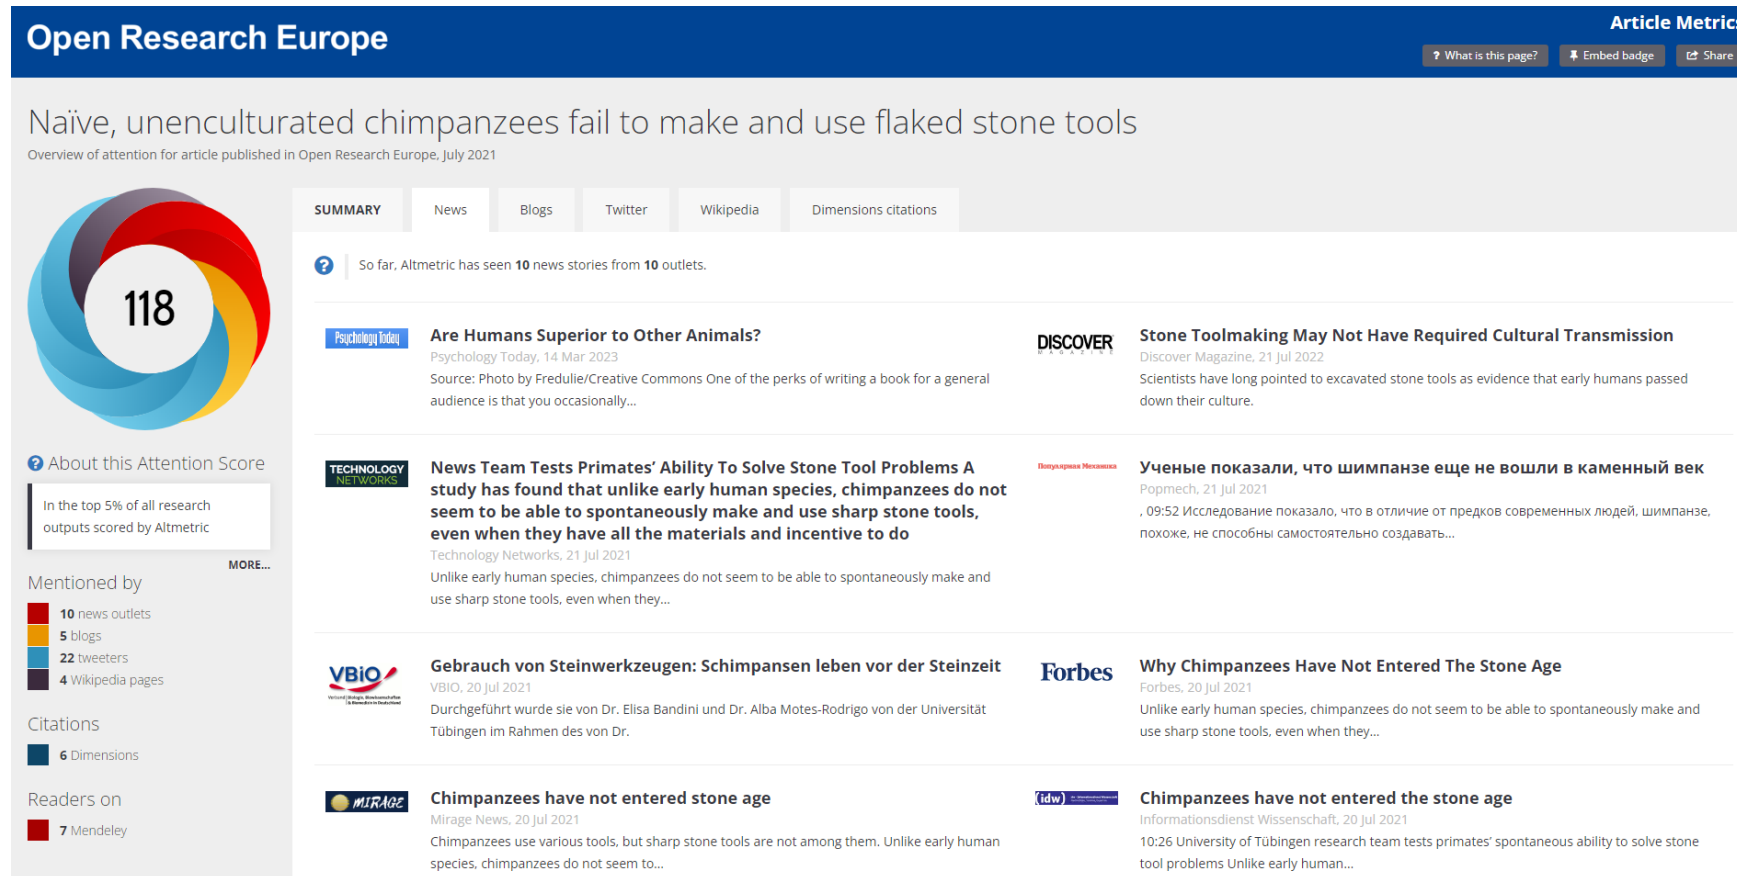 Open Research Europe
Article Metrics
? What is this page?
Embed badge
Share
Naïve, unenculturated chimpanzees fail to make and use flaked stone tools
Overview of attention for article published in Open Research Europe, July 2021
118
SUMMARY
News
Blogs
Twitter
Wikipedia
Dimensions citations
? So far, Altmetric has seen 10 news stories from 10 outlets.
? About this Attention Score
In the top 5% of all research
outputs scored by Altmetric
MORE...
Mentioned by
10 news outlets
5 blogs
22 tweeters
4 Wikipedia pages
Citations
6 Dimensions
Readers on
7 Mendeley
Psychology Today
Are Humans Superior to Other Animals?
Psychology Today, 14 Mar 2023
Source: Photo by Fredulie/Creative Commons One of the perks of writing a book for a general
audience is that you occasionally…
DISCOVER
MAGAZINE
Stone Toolmaking May Not Have Required Cultural Transmission
Discover Magazine, 21 Jul 2022
Scientists have long pointed to excavated stone tools as evidence that early humans passed
down their culture.
TECHNOLOGY
NETWORKS
News Team Tests Primates’ Ability To Solve Stone Tool Problems A
study has found that unlike early human species, chimpanzees do not
seem to be able to spontaneously make and use sharp stone tools,
even when they have all the materials and incentive to do
Technology Networks, 21 Jul 2021
Unlike early human species, chimpanzees do not seem to be able to spontaneously make and
use sharp stone tools, even when they…
Популярная Механика
Ученые показали, что шимпанзе еще не вошли в каменный век
Popmech, 21 Jul 2021
, 09:52 Исследование показало, что в отличие от предков современных людей, шимпанзе,
похоже, не способны самостоятельно создавать…
VBiO
Gebrauch von Steinwerkzeugen: Schimpansen leben vor der Steinzeit
VBIO, 20 Jul 2021
Durchgeführt wurde sie von Dr. Elisa Bandini und Dr. Alba Motes-Rodrigo von der Universität
Tübingen im Rahmen des von Dr.
Forbes
Why Chimpanzees Have Not Entered The Stone Age
Forbes, 20 Jul 2021
Unlike early human species, chimpanzees do not seem to be able to spontaneously make and
use sharp stone tools, even when they…
MIRAGE
Chimpanzees have not entered stone age
Mirage News, 20 Jul 2021
Chimpanzees use various tools, but sharp stone tools are not among them. Unlike early human
species, chimpanzees do not seem to…
(idw)
Chimpanzees have not entered the stone age
Informationsdienst Wissenschaft, 20 Jul 2021
10:26 University of Tübingen research team tests primates’ spontaneous ability to solve stone
tool problems Unlike early human…